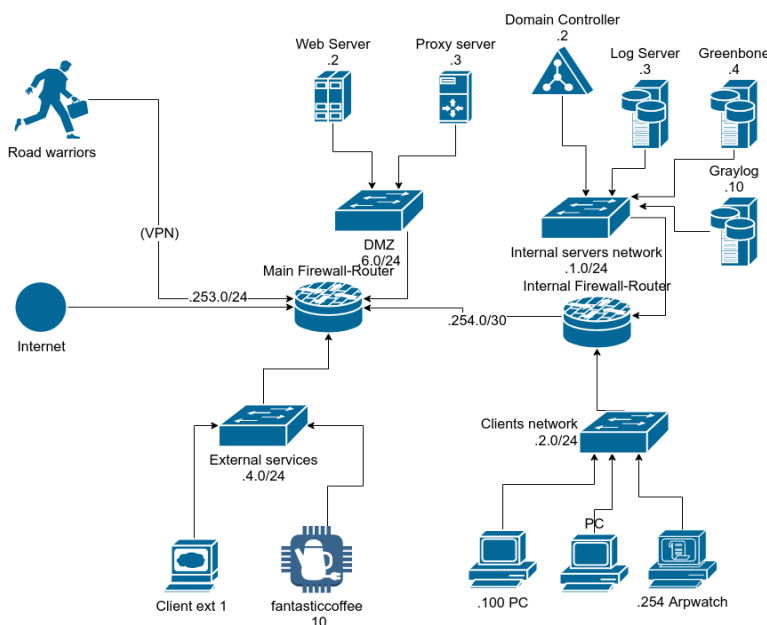 Domain Controller
.2
Web Server
.2
Proxy server
.3
Log Server
.3
Greenbone
.4
Road warriors
Graylog
.10
(VPN)
DMZ
.6.0/24
Internal servers network
.1.0/24
Main Firewall-Router
Internal Firewall-Router
.253.0/24
.254.0/30
Internet
Clients network
.2.0/24
External services
.4.0/24
PC
Client ext 1
fantasticcoffee
10
.100 PC
.254 Arpwatch